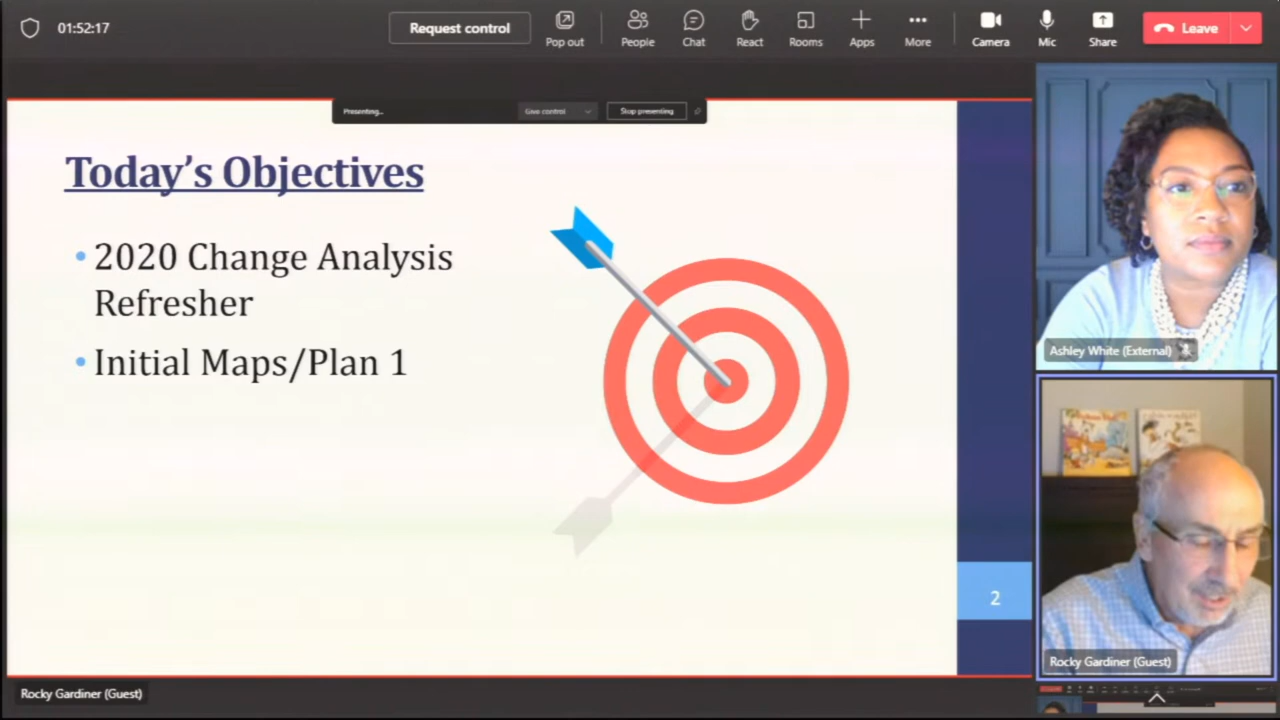 01:52:17
Request control
Pop out
People
Chat
React
Rooms
Apps
More
Camera
Mic
Share
Leave
Presenting...
Give control
Stop presenting
Today's Objectives
• 2020 Change Analysis
Refresher
• Initial Maps/Plan 1
2
Ashley White (External)
Rocky Gardiner (Guest)
Rocky Gardiner (Guest)